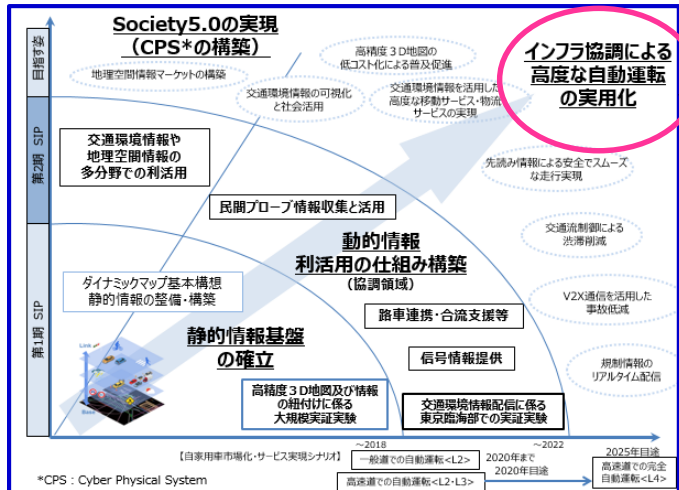 Society5.0の実現
（CPS*の構築）
目指す姿
地理空間情報マーケットの構築
高精度３D地図の
低コスト化による普及促進
交通環境情報の可視化
と社会活用
交通環境情報を活用した
高度な移動サービス・物流
サービスの実現
インフラ協調による
高度な自動運転
の実用化
第2期 SIP
交通環境情報や
地理空間情報の
多分野での利活用
先読み情報による安全でスムーズ
な走行実現
民間プローブ情報収集と活用
交通流制御による
渋滞削減
動的情報
利活用の仕組み構築
（協調領域）
第1期 SIP
ダイナミックマップ基本構想
静的情報の整備・構築
V2X通信を活用した
事故低減
路車連携・合流支援等
静的情報基盤
の確立
信号情報提供
規制情報の
リアルタイム配信
高精度３D地図及び情報
の紐付けに係る
大規模実証実験
交通環境情報配信に係る
東京臨海部での実証実験
～2018
～2022
2025年目途
【自家用車市場化・サービス実現シナリオ】
一般道での自動運転<L2>
2020年まで
高速道での自動運転<L2・L3>
2020年目途
高速道での完全
自動運転<L4>
*CPS：Cyber Physical System